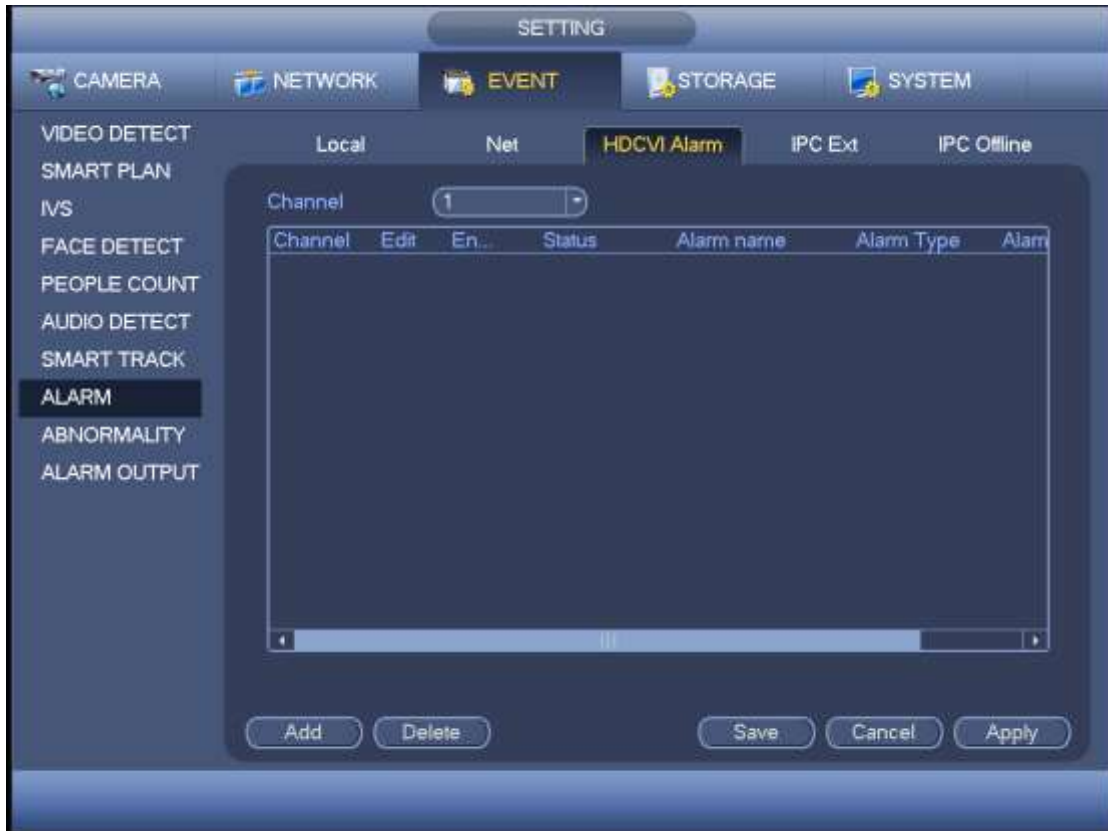 SETTING
CAMERA NETWORK EVENT STORAGE SYSTEM
VIDEO DETECT
SMART PLAN
IVS
FACE DETECT
PEOPLE COUNT
AUDIO DETECT
SMART TRACK
ALARM
ABNORMALITY
ALARM OUTPUT
Local Net HDCVI Alarm IPC Ext IPC Offline
Channel 1
Channel Edit En... Status Alarm name Alarm Type Alarm
Add Delete Save Cancel Apply